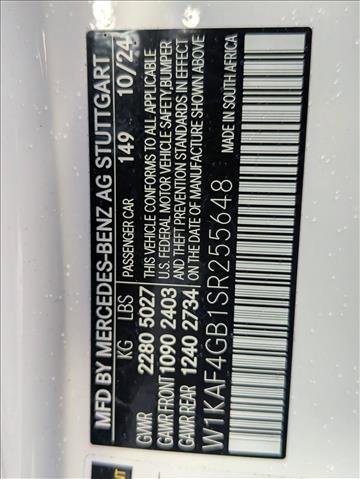 MFD BY MERCEDES-BENZ AG STUTTGART
KG LBS PASSENGER CAR 149 10/24
GVWR 2280 5027 THIS VEHICLE CONFORMS TO ALL APPLICABLE
GAWR FRONT 1090 2403 U.S. FEDERAL MOTOR VEHICLE SAFETY,BUMPER
GAWR REAR 1240 2734 AND THEFT PREVENTION STANDARDS IN EFFECT
ON THE DATE OF MANUFACTURE SHOWN ABOVE
W1KAF4GB1SR255648 MADE IN SOUTH AFRICA